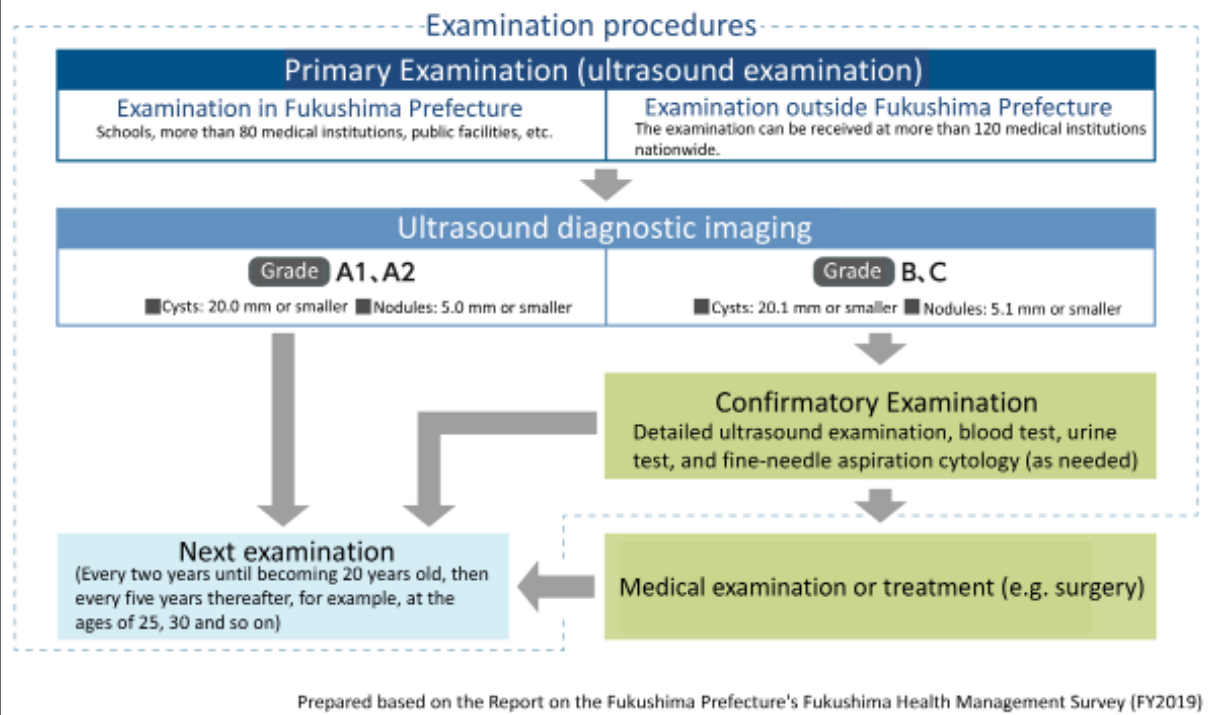 Examination procedures
Primary Examination (ultrasound examination)
Examination in Fukushima Prefecture
Schools, more than 80 medical institutions, public facilities, etc.
Examination outside Fukushima Prefecture
The examination can be received at more than 120 medical institutions
nationwide.
Ultrasound diagnostic imaging
Grade A1、A2
■Cysts: 20.0 mm or smaller ■Nodules: 5.0 mm or smaller
Grade B、C
■Cysts: 20.1 mm or smaller ■Nodules: 5.1 mm or smaller
Confirmatory Examination
Detailed ultrasound examination, blood test, urine
test, and fine-needle aspiration cytology (as needed)
Next examination
(Every two years until becoming 20 years old, then
every five years thereafter, for example, at the
ages of 25, 30 and so on)
Medical examination or treatment (e.g. surgery)
Prepared based on the Report on the Fukushima Prefecture's Fukushima Health Management Survey (FY2019)